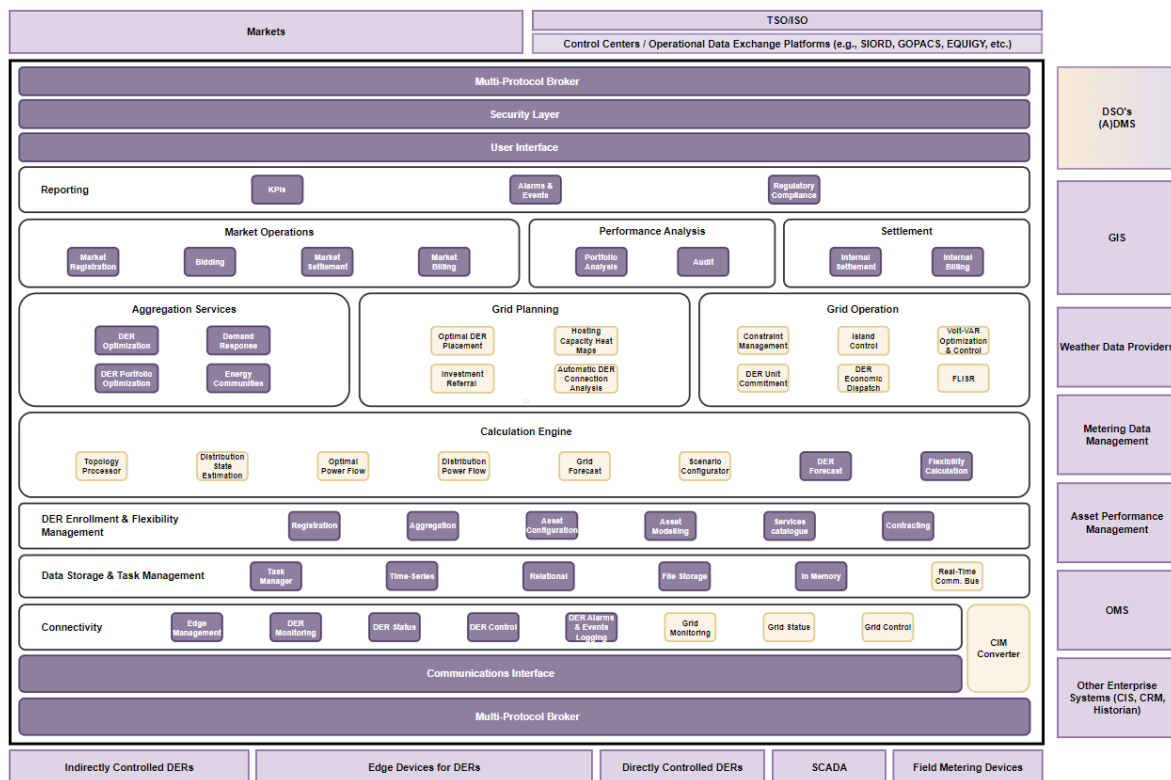 Markets
TSO/ISO
Control Centers / Operational Data Exchange Platforms (e.g., SIORD, GOPACS, EQUIGY, etc.)
Multi-Protocol Broker
Security Layer
User Interface
Reporting
KPIs
Alarms &
Events
Regulatory
Compliance
Market Operations
Market
Registration
Bidding
Market
Settlement
Market
Billing
Performance Analysis
Portfolio
Analysis
Audit
Settlement
Internal
Settlement
Internal
Billing
Aggregation Services
DER
Optimization
Demand
Response
DER Portfolio
Optimization
Energy
Communities
Grid Planning
Optimal DER
Placement
Hosting
Capacity Heat
Maps
Investment
Referral
Automatic DER
Connection
Analysis
Grid Operation
Constraint
Management
Island
Control
Volt-VAR
Optimization
& Control
DER Unit
Commitment
DER
Economic
Dispatch
FLISR
Calculation Engine
Topology
Processor
Distribution
State
Estimation
Optimal
Power Flow
Distribution
Power Flow
Grid
Forecast
Scenario
Configurator
DER
Forecast
Flexibility
Calculation
DER Enrollment & Flexibility
Management
Registration
Aggregation
Asset
Configuration
Asset
Modelling
Services
catalogue
Contracting
Data Storage & Task Management
Task
Manager
Time-Series
Relational
File Storage
In Memory
Real-Time
Comm. Bus
Connectivity
Edge
Management
DER
Monitoring
DER Status
DER Control
DER Alarms
& Events
Logging
Grid
Monitoring
Grid Status
Grid Control
CIM
Converter
Communications Interface
Multi-Protocol Broker
DSO's
(A)DMS
GIS
Weather Data Providers
Metering Data
Management
Asset Performance
Management
OMS
Other Enterprise
Systems (CIS, CRM,
Historian)
Indirectly Controlled DERs
Edge Devices for DERs
Directly Controlled DERs
SCADA
Field Metering Devices